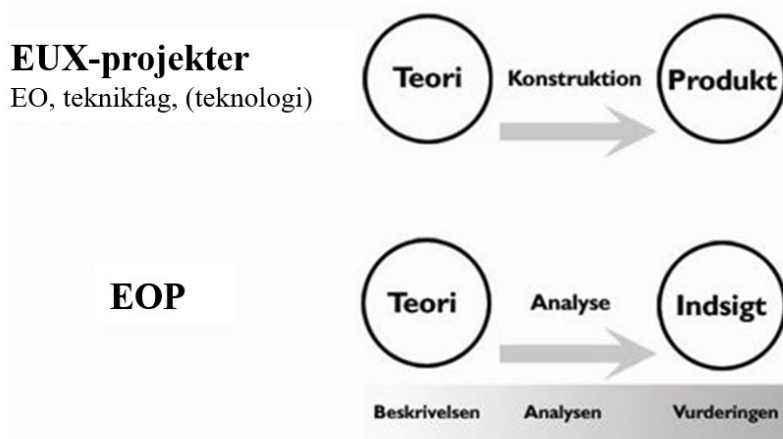 EUX-projekter
EO, teknikfag, (teknologi)
Teori
Konstruktion
Produkt
EOP
Teori
Analyse
Indsigt
Beskrivelsen Analysen Vurderingen